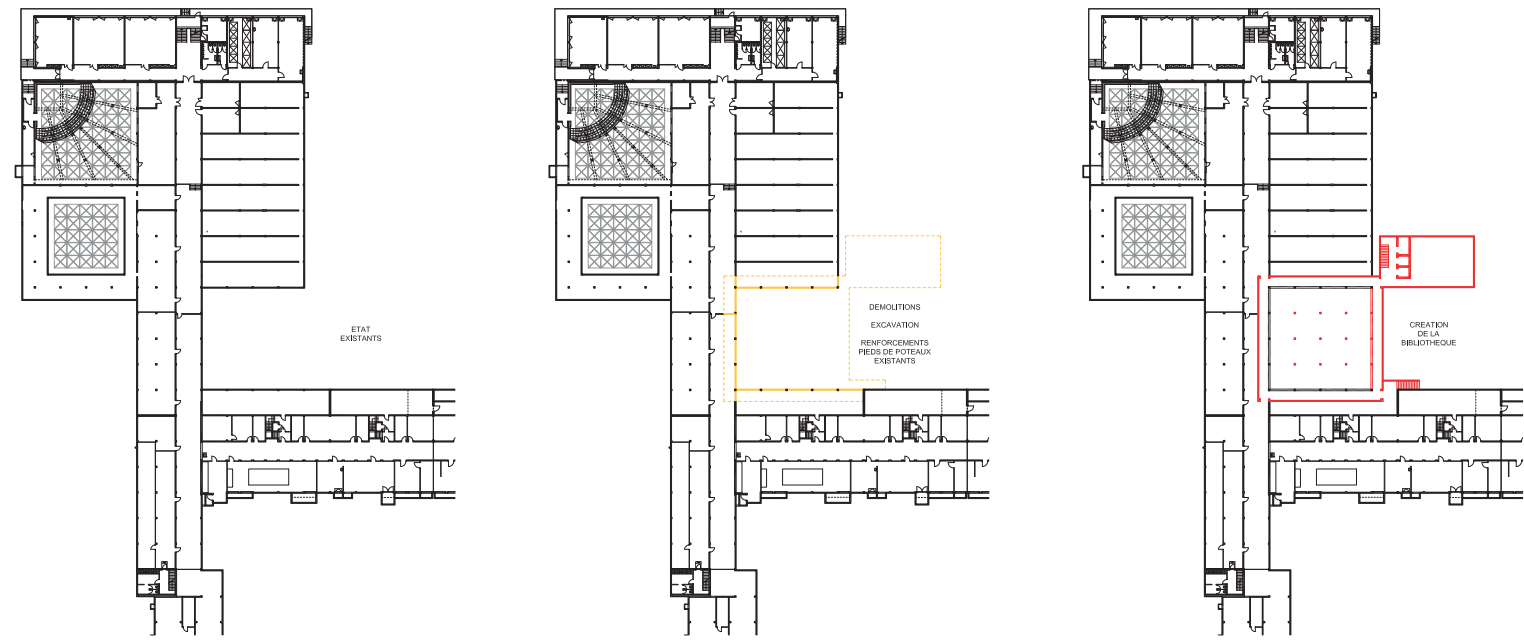 ETAT
EXISTANTS
DEMOLITIONS
EXCAVATION
RENFORCEMENTS
PIEDS DE POTEAUX
EXISTANTS
CREATION
DE LA
BIBLIOTHEQUE